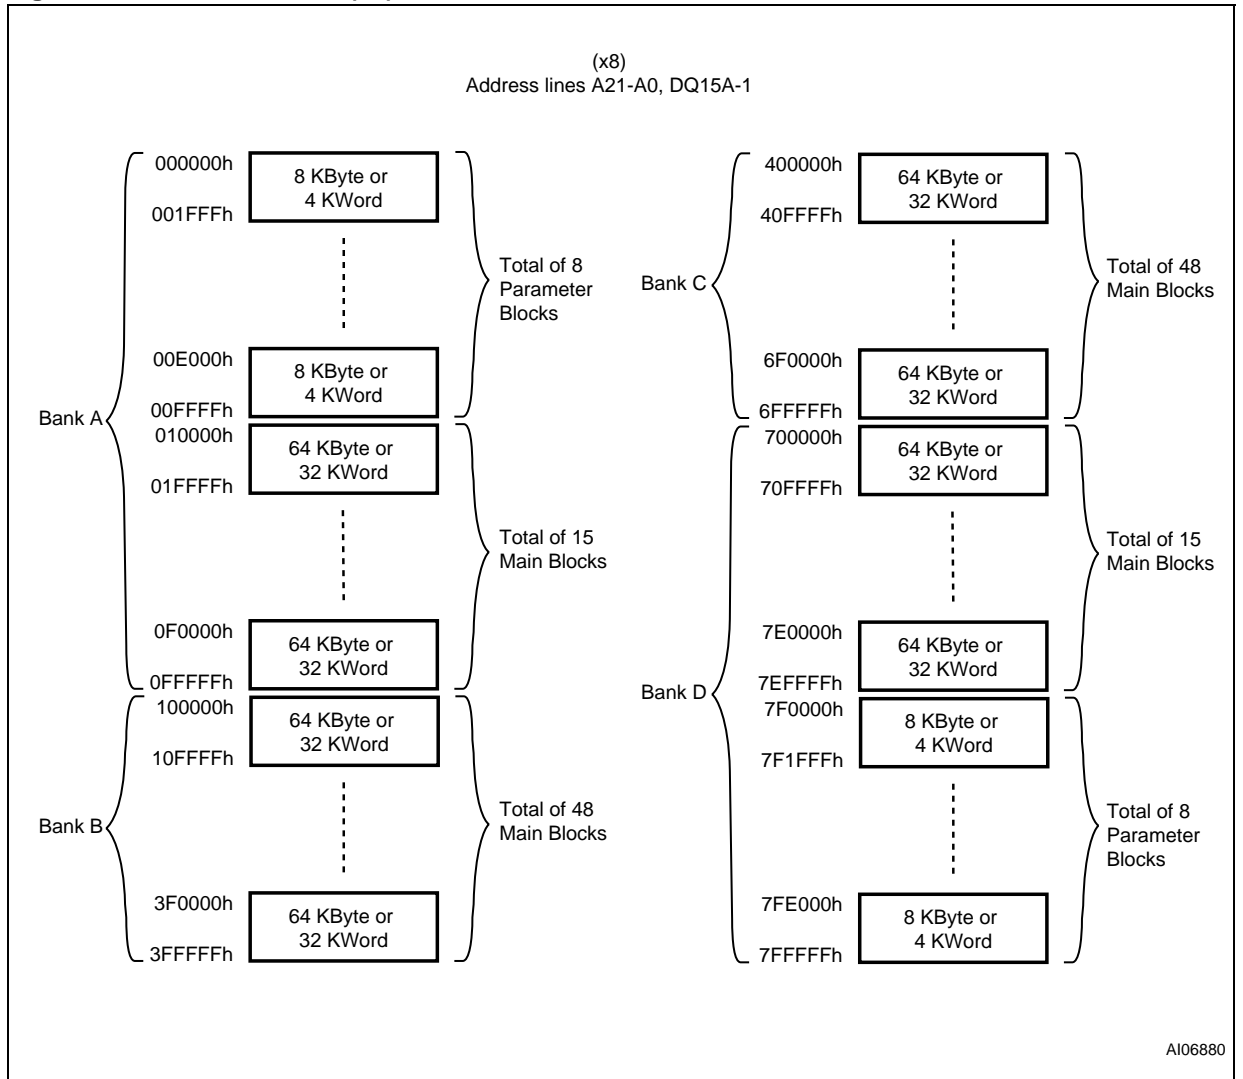 (x8)
Address lines A21-A0, DQ15A-1
Bank A
000000h
001FFFh
8 KByte or
4 KWord
00E000h
00FFFFh
8 KByte or
4 KWord
Total of 8
Parameter
Blocks
010000h
01FFFFh
64 KByte or
32 KWord
0F0000h
0FFFFFh
64 KByte or
32 KWord
Total of 15
Main Blocks
Bank B
100000h
10FFFFh
64 KByte or
32 KWord
3F0000h
3FFFFFh
64 KByte or
32 KWord
Total of 48
Main Blocks
Bank C
400000h
40FFFFh
64 KByte or
32 KWord
6F0000h
6FFFFFh
64 KByte or
32 KWord
Total of 48
Main Blocks
Bank D
700000h
70FFFFh
64 KByte or
32 KWord
7E0000h
7EFFFFh
64 KByte or
32 KWord
Total of 15
Main Blocks
7F0000h
7F1FFFh
8 KByte or
4 KWord
7FE000h
7FFFFFh
8 KByte or
4 KWord
Total of 8
Parameter
Blocks
AI06880